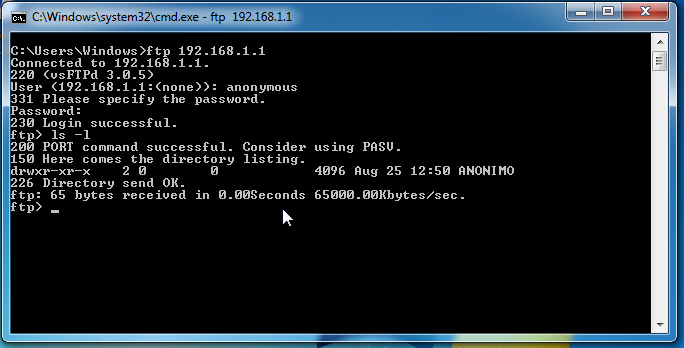 C:\Windows\system32\cmd.exe - ftp 192.168.1.1
C:\Users\Windows>ftp 192.168.1.1
Connected to 192.168.1.1.
220 (vsFTPd 3.0.5)
User (192.168.1.1:(none)): anonymous
331 Please specify the password.
Password:
230 Login successful.
ftp> ls -l
200 PORT command successful. Consider using PASV.
150 Here comes the directory listing.
drwxr-xr-x    2 0        0            4096 Aug 25 12:50 ANONIMO
226 Directory send OK.
ftp: 65 bytes received in 0.00Seconds 65000.00Kbytes/sec.
ftp> _